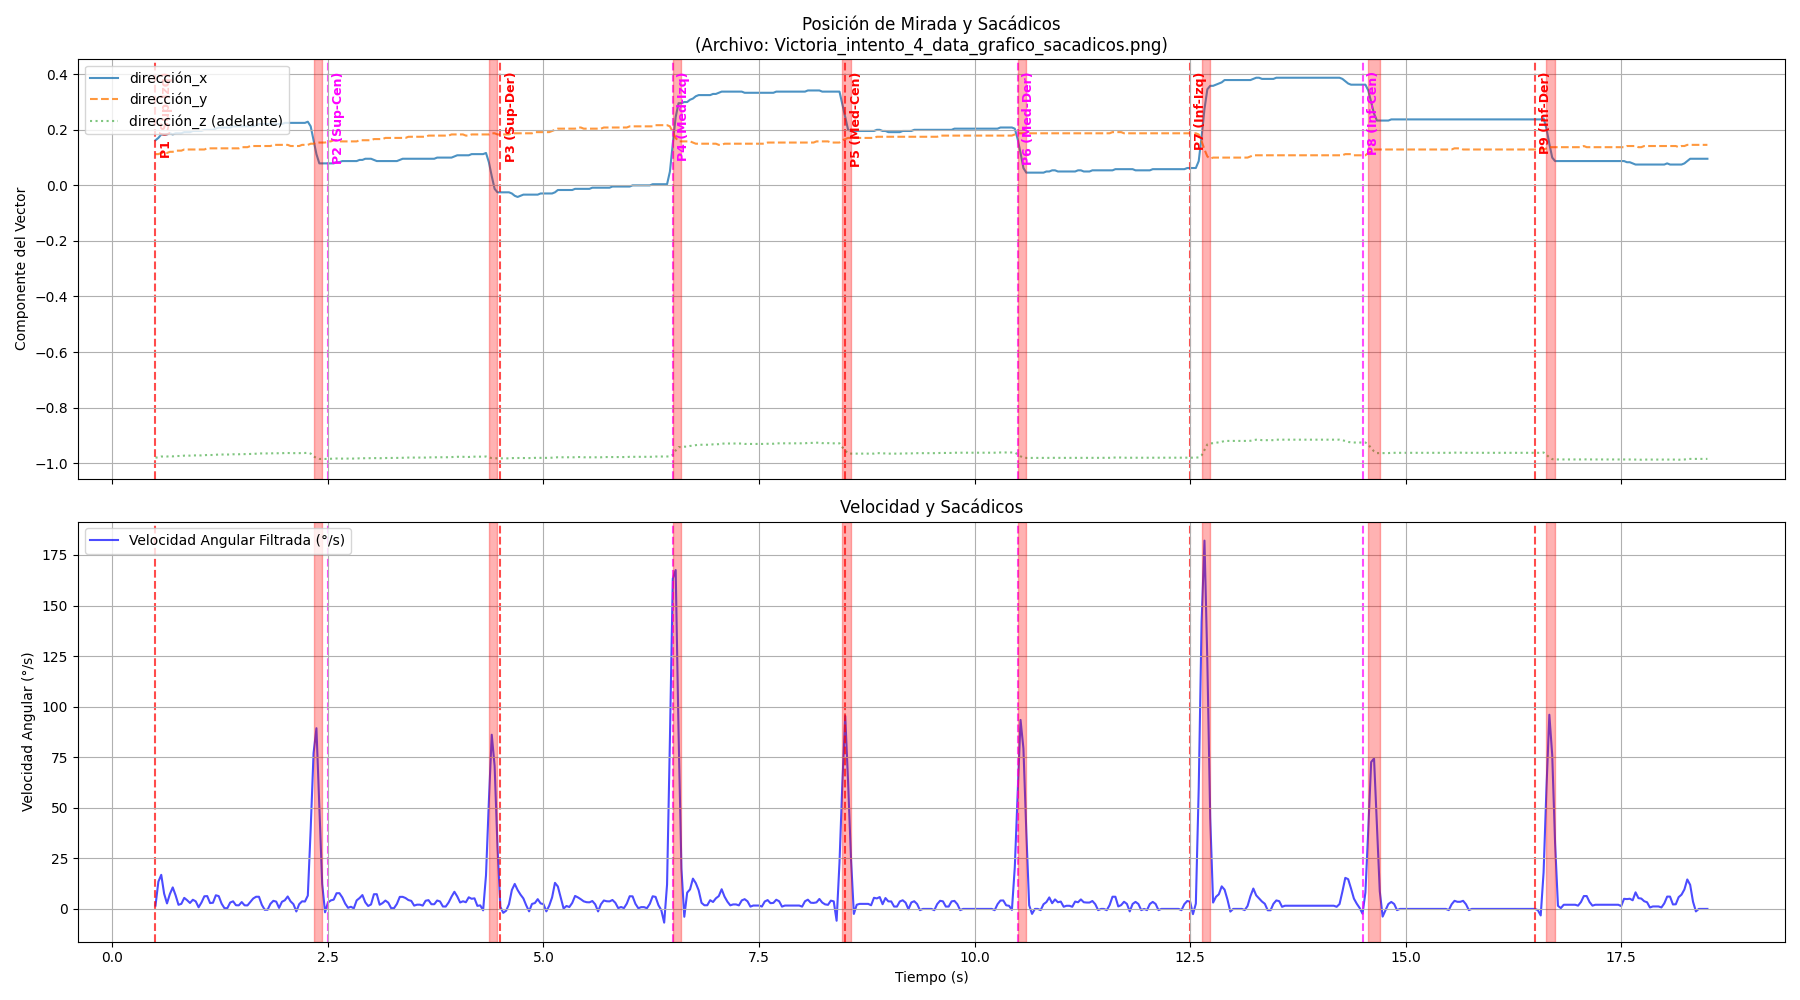 Posición de Mirada y Sacádicos
(Archivo: Victoria_intento_4_data_grafico_sacadicos.png)
dirección_x
dirección_y
dirección_z (adelante)
P1 (Sup-Izq)
P2 (Sup-Cen)
P3 (Sup-Der)
P4 (Med-Izq)
P5 (Med-Cen)
P6 (Med-Der)
P7 (Inf-Izq)
P8 (Inf-Cen)
P9 (Inf-Der)
Componente del Vector
0.4
0.2
0.0
−0.2
−0.4
−0.6
−0.8
−1.0
Velocidad y Sacádicos
Velocidad Angular Filtrada (°/s)
Velocidad Angular (°/s)
175
150
125
100
75
50
25
0
0.0 2.5 5.0 7.5 10.0 12.5 15.0 17.5
Tiempo (s)